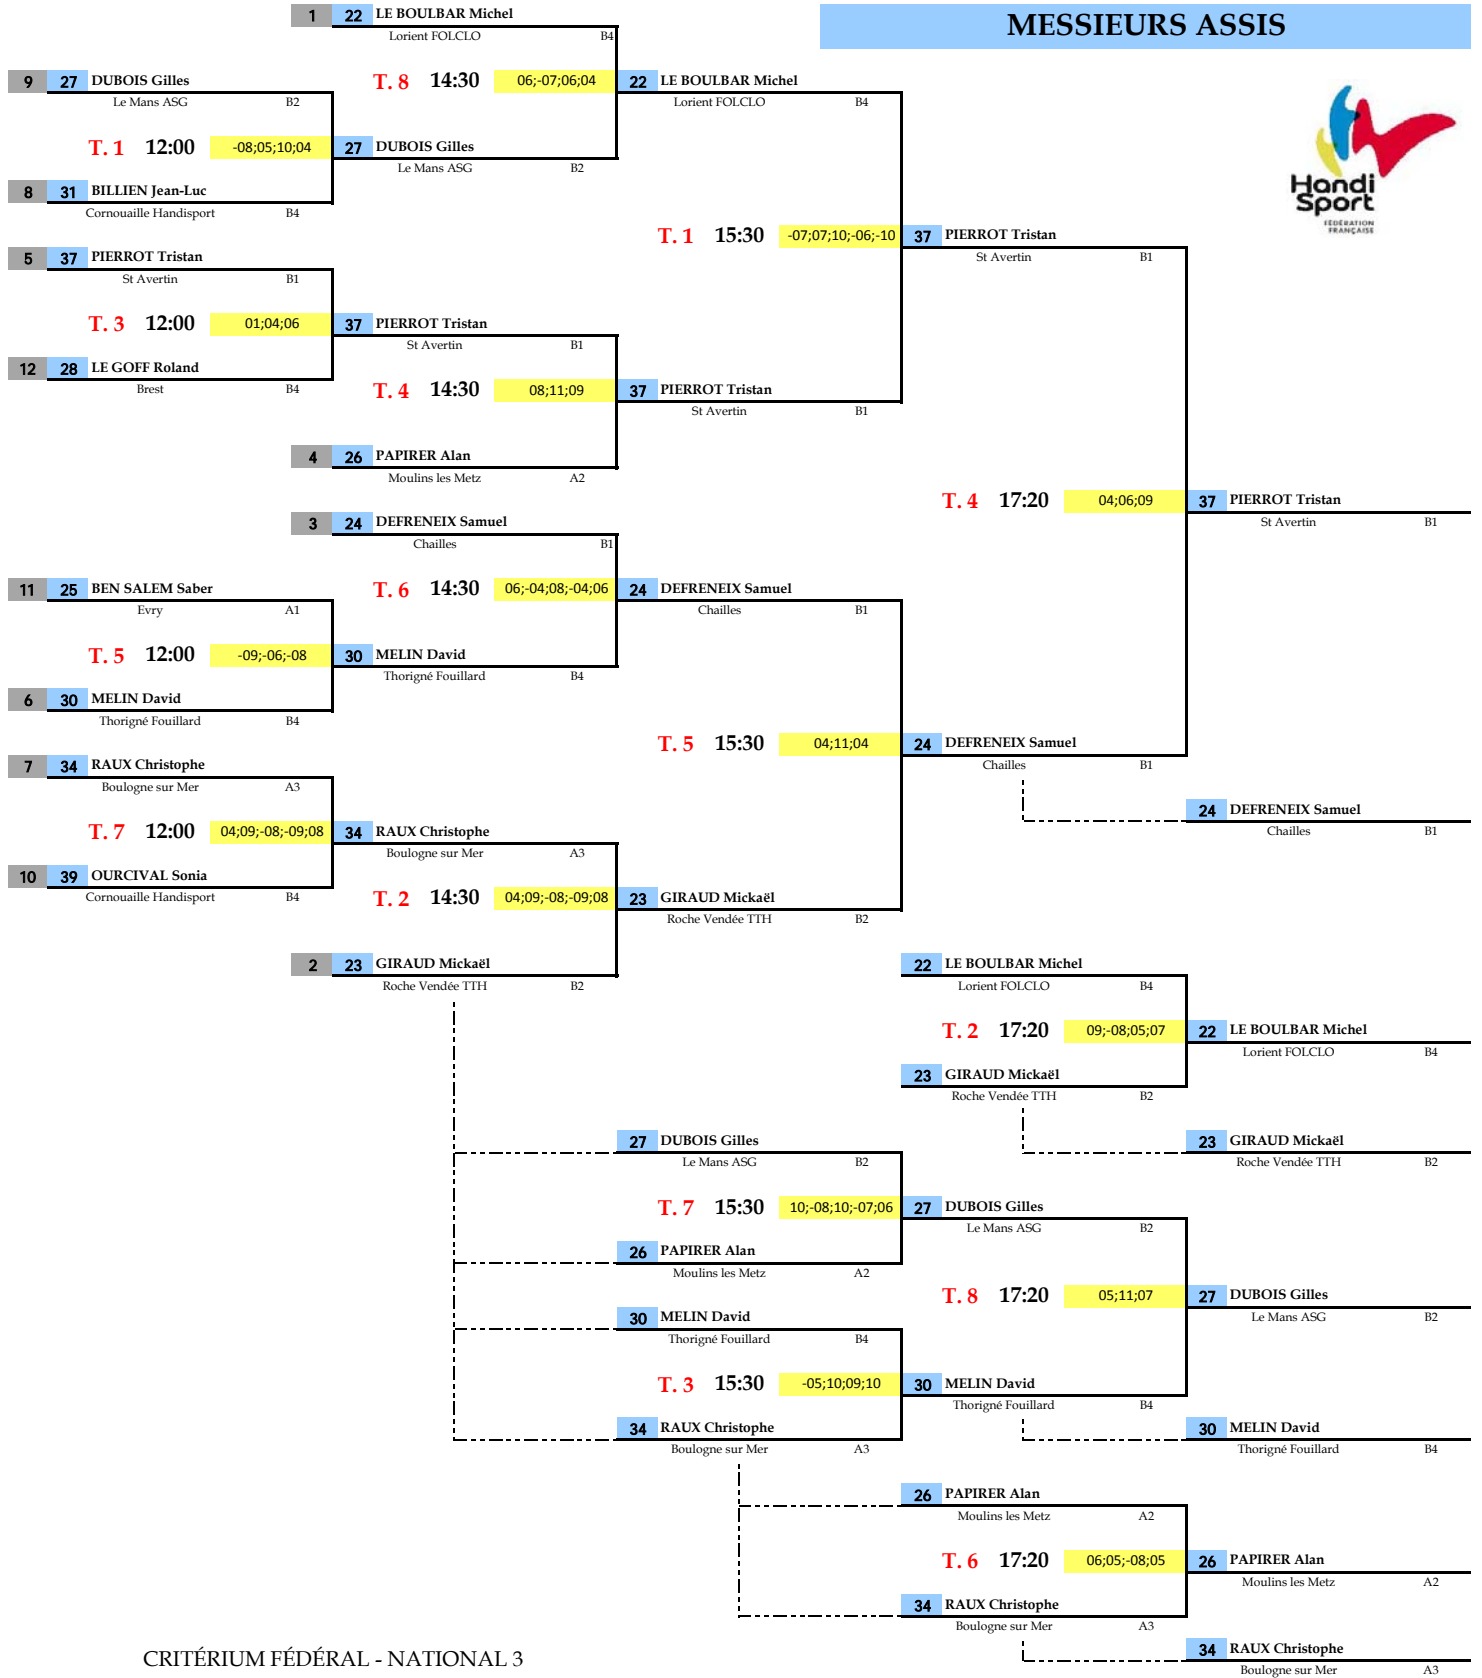 1 22 LE BOULBAR Michel
MESSIEURS ASSIS
Lorient FOLCLO B4
9 27 DUBOIS Gilles
T. 8 14:30 06;-07;06;04
22 LE BOULBAR Michel
Le Mans ASG B2
Lorient FOLCLO B4
T. 1 12:00 -08;05;10;04
27 DUBOIS Gilles
Le Mans ASG B2
8 31 BILLIEN Jean-Luc
Cornouaille Handisport B4
Handi
Sport
FÉDÉRATION
FRANÇAISE
T. 1 15:30 -07;07;10;-06;-10
37 PIERROT Tristan
St Avertin B1
5 37 PIERROT Tristan
St Avertin B1
T. 3 12:00 01;04;06
37 PIERROT Tristan
St Avertin B1
12 28 LE GOFF Roland
Brest B4
T. 4 14:30 08;11;09
37 PIERROT Tristan
St Avertin B1
4 26 PAPIRER Alan
Moulins les Metz A2
T. 4 17:20 04;06;09
37 PIERROT Tristan
St Avertin B1
3 24 DEFRENEIX Samuel
Chailles B1
11 25 BEN SALEM Saber
Evry A1
T. 6 14:30 06;-04;08;-04;06
24 DEFRENEIX Samuel
Chailles B1
T. 5 12:00 -09;-06;-08
30 MELIN David
Thorigné Fouillard B4
6 30 MELIN David
Thorigné Fouillard B4
T. 5 15:30 04;11;04
24 DEFRENEIX Samuel
Chailles B1
7 34 RAUX Christophe
Boulogne sur Mer A3
24 DEFRENEIX Samuel
Chailles B1
T. 7 12:00 04;09;-08;-09;08
34 RAUX Christophe
Boulogne sur Mer A3
10 39 OURCIVAL Sonia
Cornouaille Handisport B4
T. 2 14:30 04;09;-08;-09;08
23 GIRAUD Mickaël
Roche Vendée TTH B2
2 23 GIRAUD Mickaël
Roche Vendée TTH B2
22 LE BOULBAR Michel
Lorient FOLCLO B4
T. 2 17:20 09;-08;05;07
22 LE BOULBAR Michel
Lorient FOLCLO B4
23 GIRAUD Mickaël
Roche Vendée TTH B2
27 DUBOIS Gilles
Le Mans ASG B2
23 GIRAUD Mickaël
Roche Vendée TTH B2
T. 7 15:30 10;-08;10;-07;06
27 DUBOIS Gilles
Le Mans ASG B2
26 PAPIRER Alan
Moulins les Metz A2
T. 8 17:20 05;11;07
27 DUBOIS Gilles
Le Mans ASG B2
30 MELIN David
Thorigné Fouillard B4
T. 3 15:30 -05;10;09;10
30 MELIN David
Thorigné Fouillard B4
34 RAUX Christophe
Boulogne sur Mer A3
30 MELIN David
Thorigné Fouillard B4
26 PAPIRER Alan
Moulins les Metz A2
T. 6 17:20 06;05;-08;05
26 PAPIRER Alan
Moulins les Metz A2
34 RAUX Christophe
Boulogne sur Mer A3
34 RAUX Christophe
Boulogne sur Mer A3
CRITÉRIUM FÉDÉRAL - NATIONAL 3